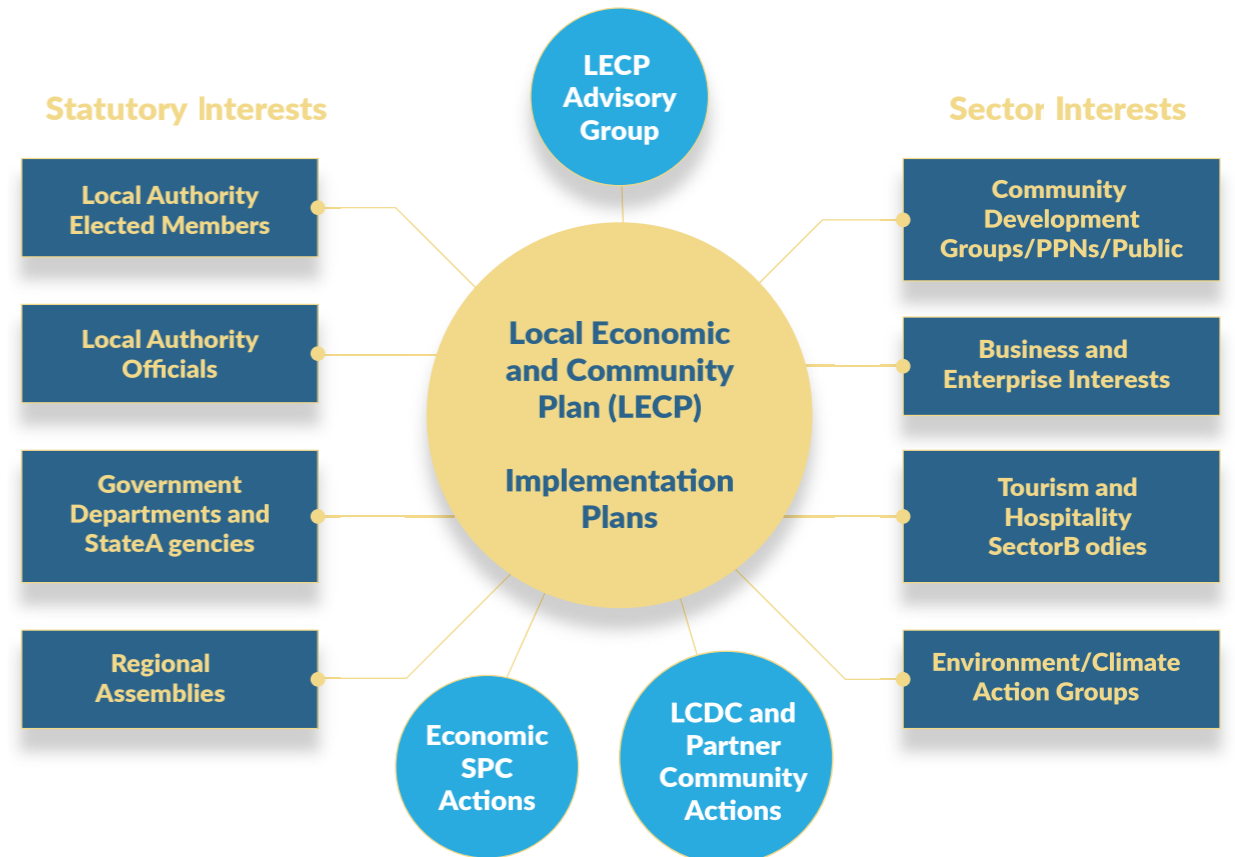 LECP
Advisory
Group
Statutory Interests
Local Authority
Elected Members
Local Authority
Officials
Government
Departments and
StateA gencies
Regional
Assemblies
Local Economic
and Community
Plan (LECP)
Implementation
Plans
Economic
SPC
Actions
LCDC and
Partner
Community
Actions
Sector Interests
Community
Development
Groups/PPNs/Public
Business and
Enterprise Interests
Tourism and
Hospitality
SectorB odies
Environment/Climate
Action Groups